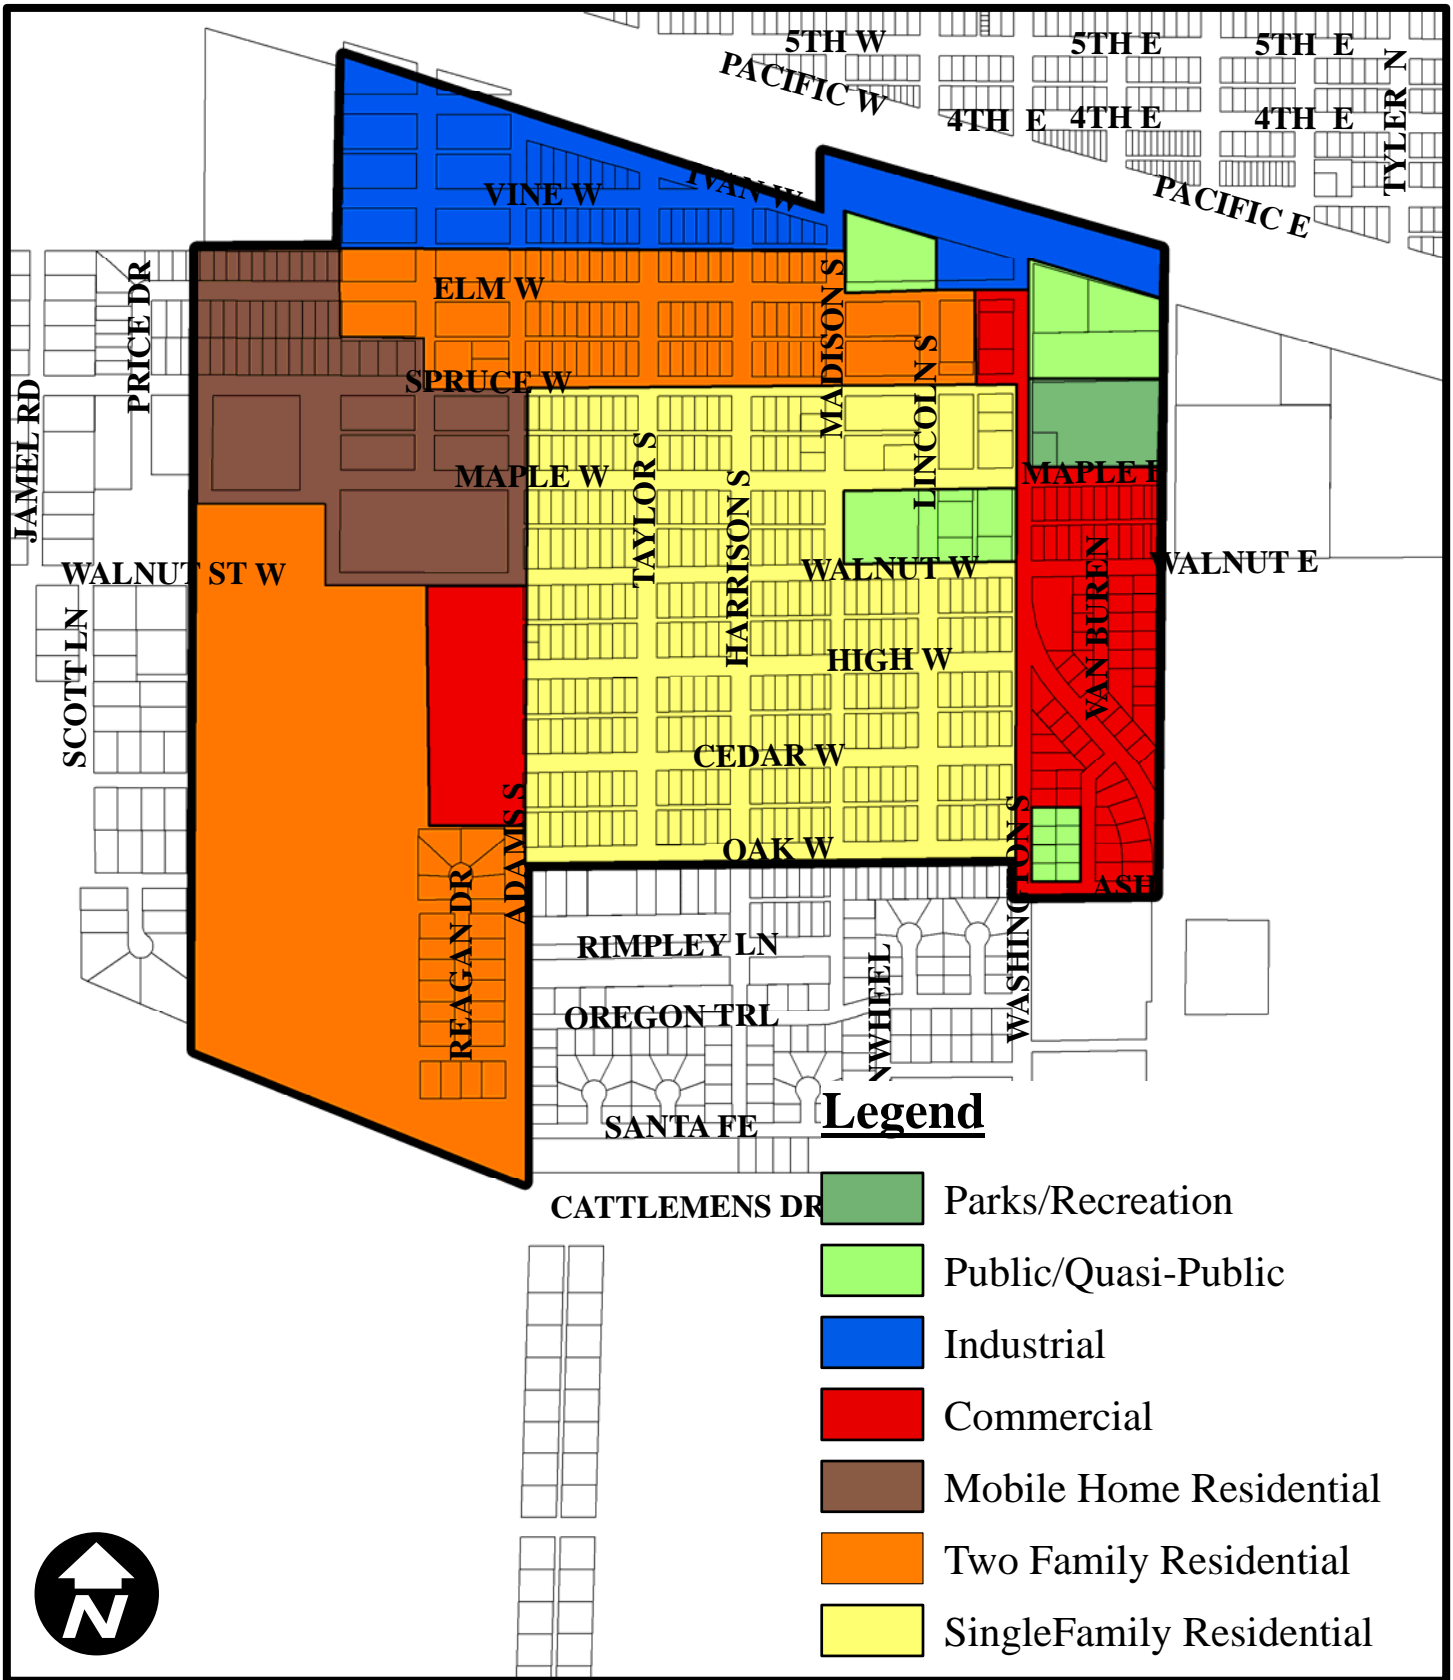 5TH W
5TH E
5TH E
PACIFIC W
TYLER N
4TH E
4TH E
4TH E
PACIFIC E
VINE W
IVAN W
PRICE DR
ELM W
MADISON S
LINCOLN S
SPRUCE W
JAMEL RD
MAPLE W
TAYLOR S
HARRISON S
MAPLE E
WALNUT ST W
WALNUT W
VAN BUREN
WALNUT E
SCOTT LN
HIGH W
CEDAR W
ADAMS S
OAK W
WASHINGTON S
ASH
REAGAN DR
RIMPLEY LN
NWHEEL
OREGON TRL
SANTA FE
CATTLEMENS DR
Legend
Parks/Recreation
Public/Quasi-Public
Industrial
Commercial
Mobile Home Residential
Two Family Residential
SingleFamily Residential
N